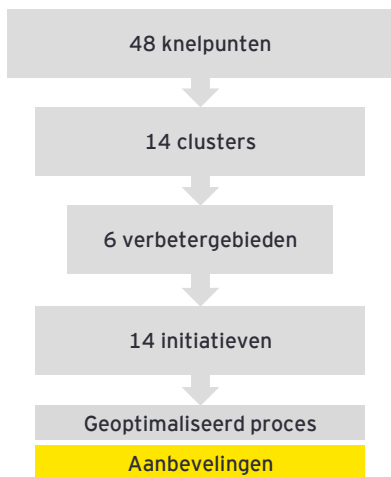 48 knelpunten
14 clusters
6 verbetergebieden
14 initiatieven
Geoptimaliseerd proces
Aanbevelingen